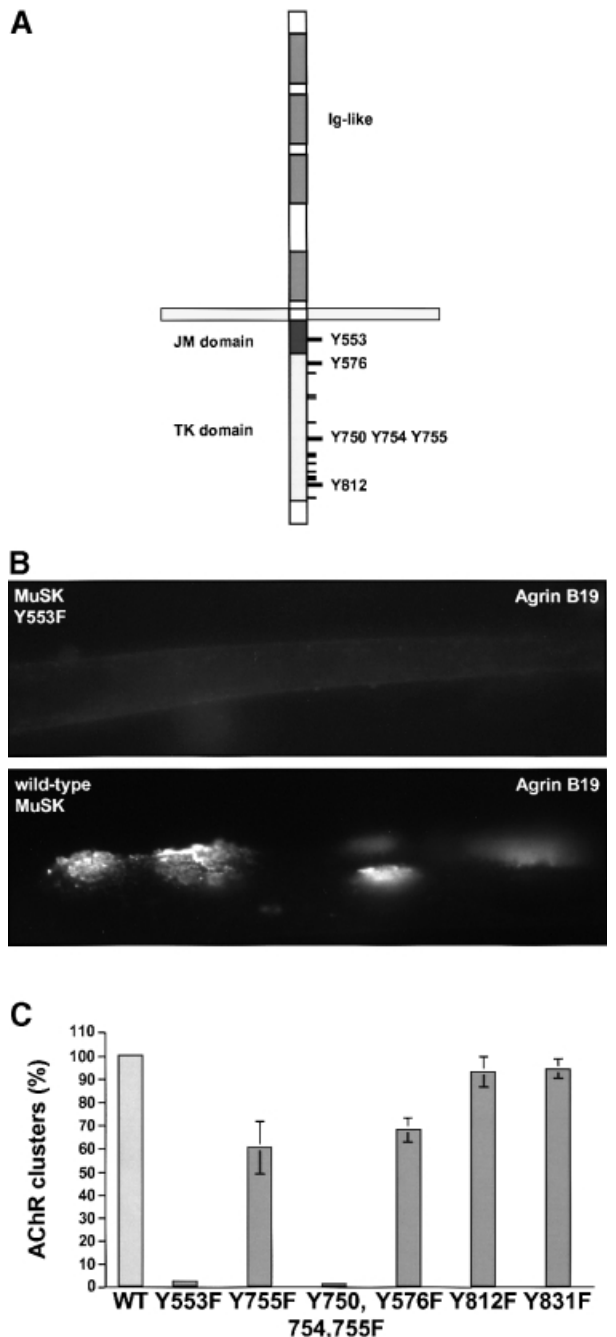 A
Ig-like
JM domain
Y553
Y576
TK domain
Y750 Y754 Y755
Y812
B
MuSK
Y553F
Agrin B19
wild-type
MuSK
Agrin B19
C
AChR clusters (%)
110
100
90
80
70
60
50
40
30
20
10
0
WT Y553F Y755F Y750, Y576F Y812F Y831F
754,755F